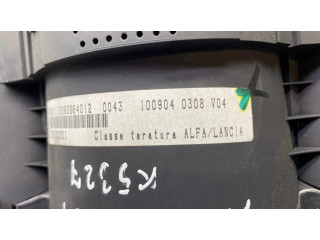 0043 100904 0308 V04
Classe taratura ALFA/LANCIA
K5327